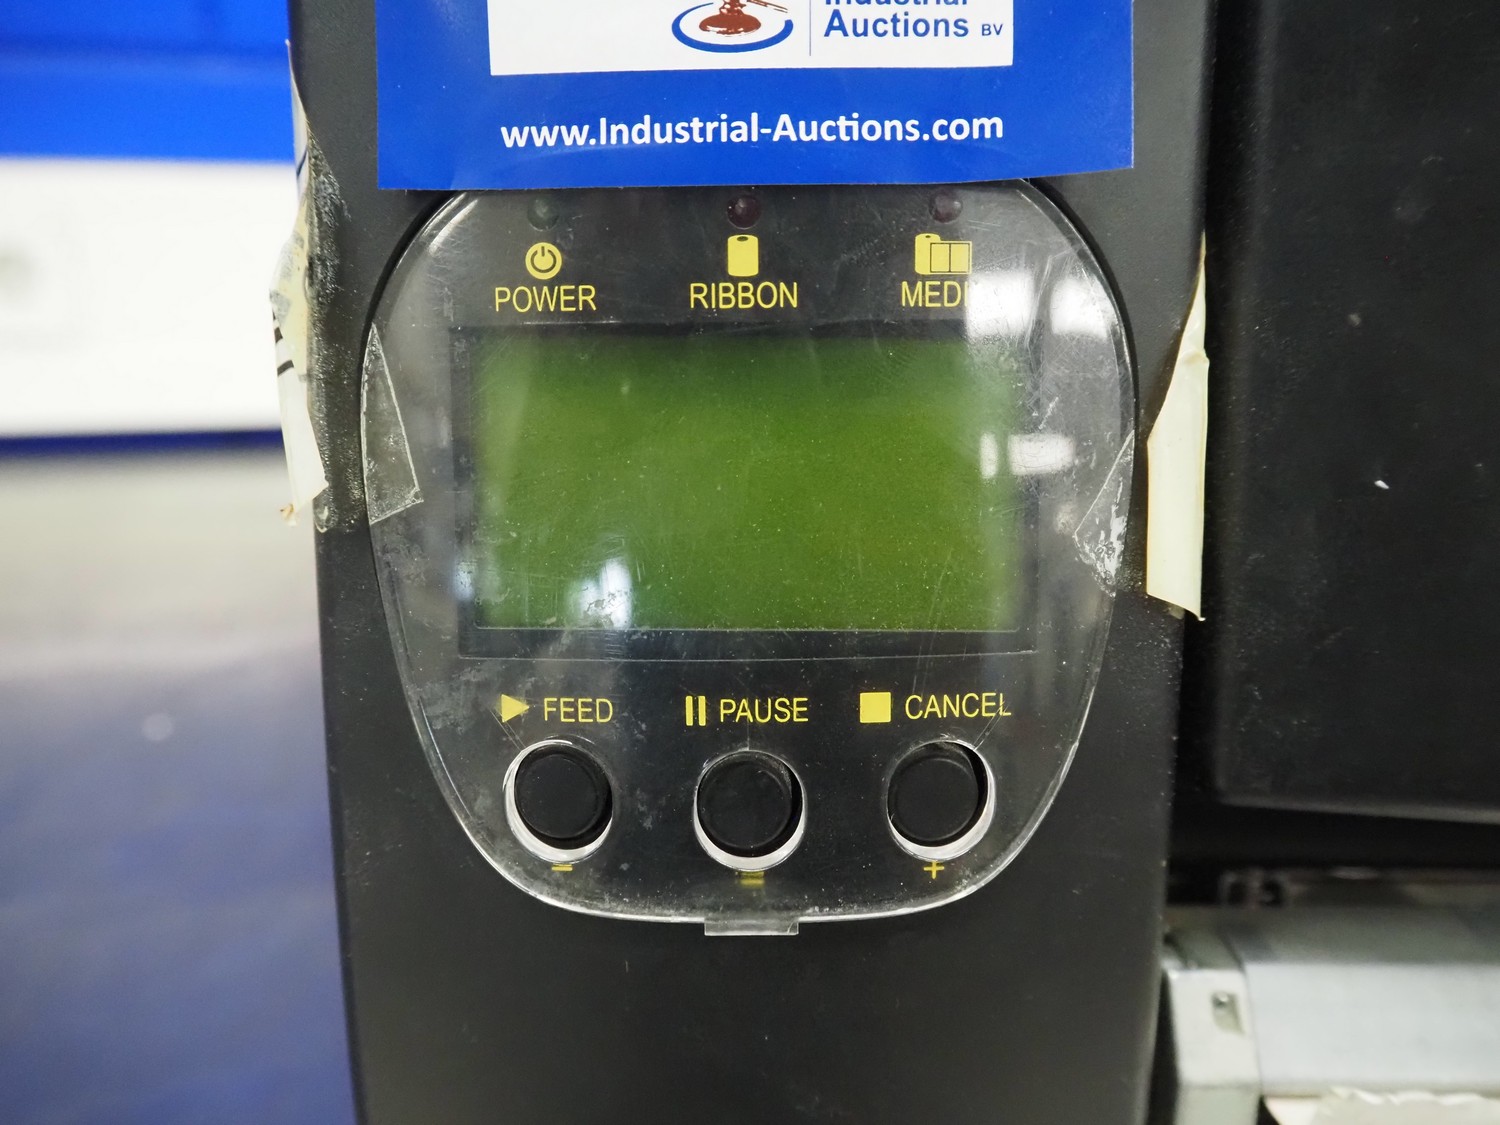 Auctions BV
www.Industrial-Auctions.com
POWER RIBBON
FEED PAUSE CANCEL
- = +